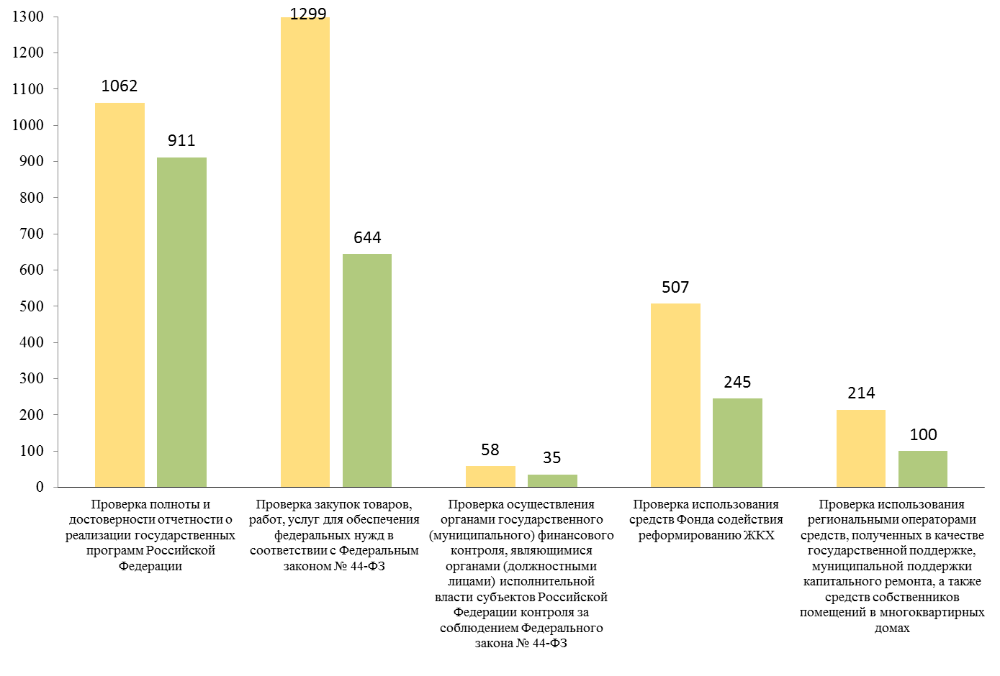 1300
1200
1100
1000
900
800
700
600
500
400
300
200
100
0
1062
911
1299
644
58
35
507
245
214
100
Проверка полноты и
достоверности отчетности о
реализации государственных
программ Российской
Федерации
Проверка закупок товаров,
работ, услуг для обеспечения
федеральных нужд в
соответствии с Федеральным
законом № 44-ФЗ
Проверка осуществления
органами государственного
(муниципального) финансового
контроля, являющимися
органами (должностными
лицами) исполнительной
власти субъектов Российской
Федерации контроля за
соблюдением Федерального
закона № 44-ФЗ
Проверка использования
средств Фонда содействия
реформированию ЖКХ
Проверка использования
региональными операторами
средств, полученных в качестве
государственной поддержке,
муниципальной поддержки
капитального ремонта, а также
средств собственников
помещений в многоквартирных
домах